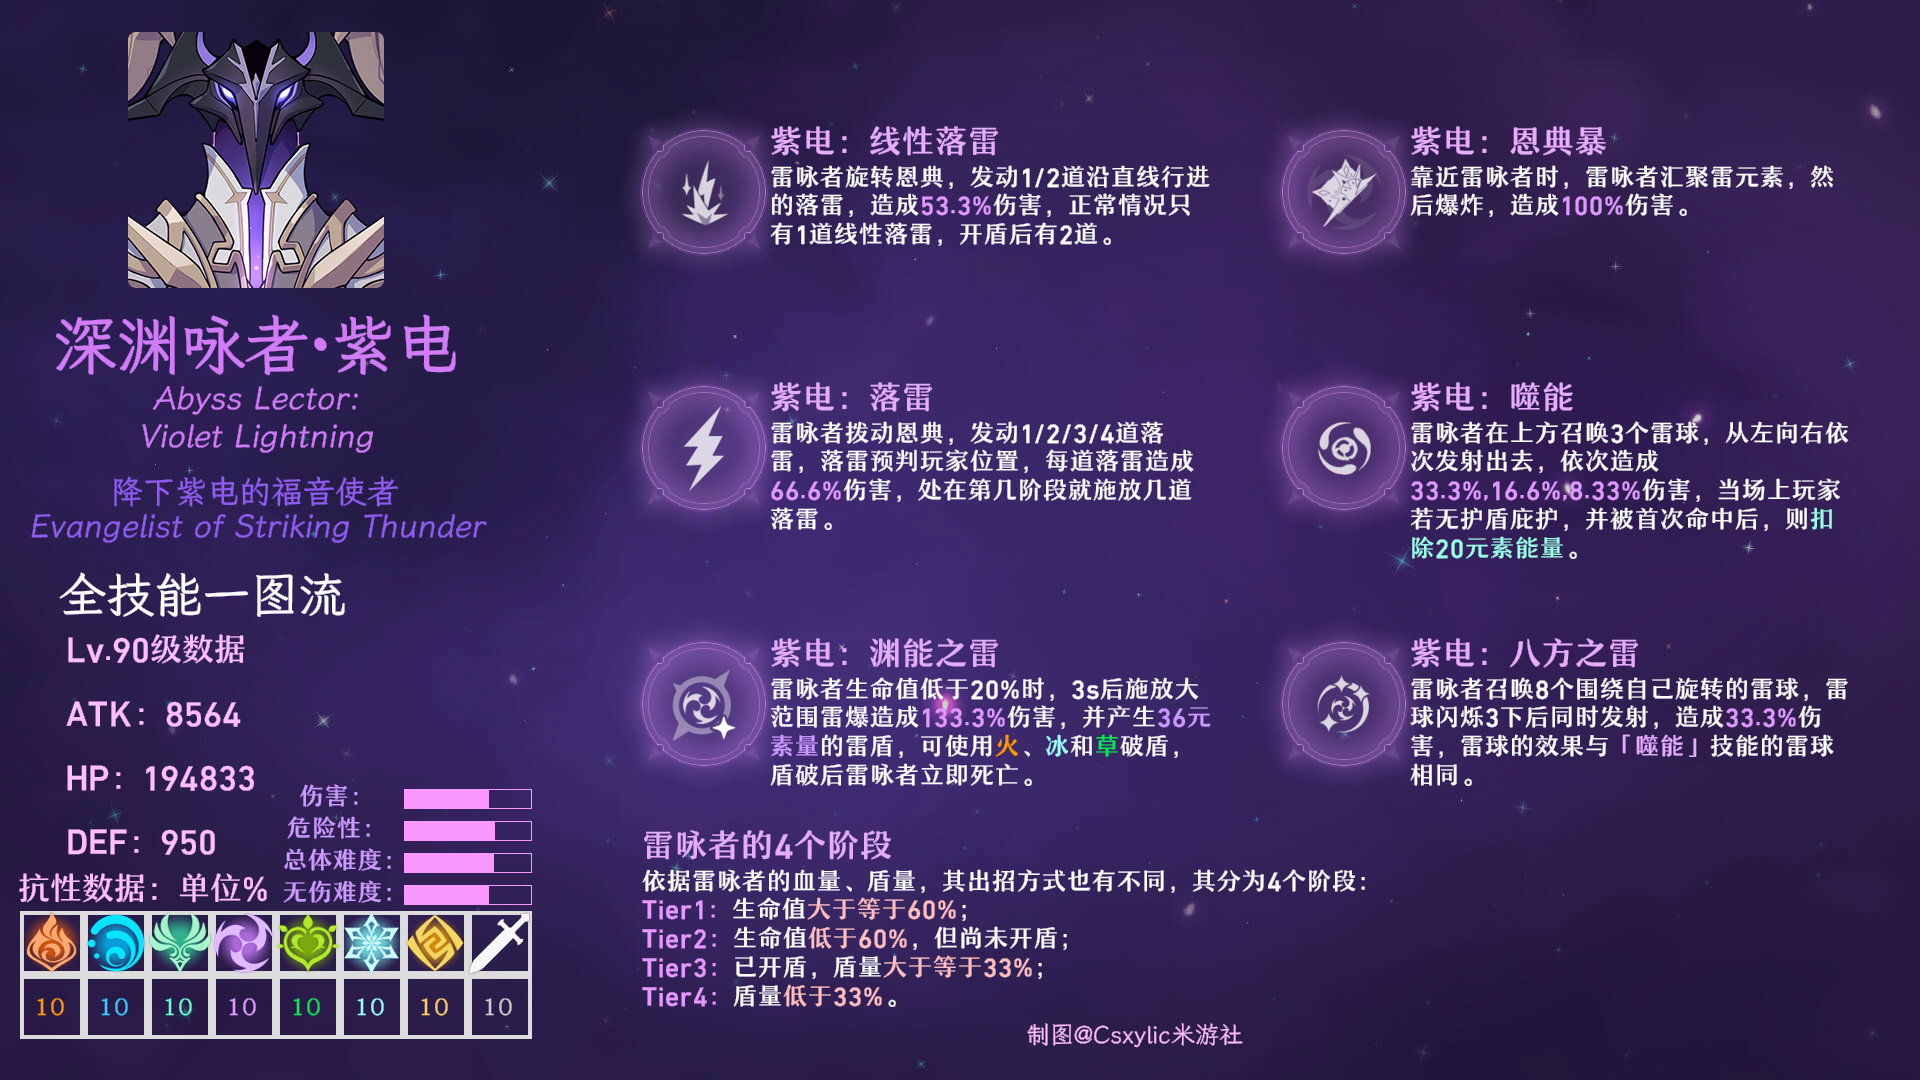 深渊咏者·紫电
Abyss Lector:
Violet Lightning
降下紫电的福音使者
Evangelist of Striking Thunder
全技能一图流
Lv.90级数据
ATK：8564
HP：194833
DEF：950
伤害：
危险性：
总体难度：
无伤难度：
抗性数据：单位%
10 10 10 10 10 10 10 10
紫电：线性落雷
雷咏者旋转恩典，发动1/2道沿直线行进
的落雷，造成53.3%伤害，正常情况只
有1道线性落雷，开盾后有2道。
紫电：恩典暴
靠近雷咏者时，雷咏者汇聚雷元素，然
后爆炸，造成100%伤害。
紫电：落雷
雷咏者拨动恩典，发动1/2/3/4道落
雷，落雷预判玩家位置，每道落雷造成
66.6%伤害，处在第几阶段就施放几道
落雷。
紫电：噬能
雷咏者在上方召唤3个雷球，从左向右依
次发射出去，依次造成
33.3%,16.6%,8.33%伤害，当场上玩家
若无护盾庇护，并被首次命中后，则扣
除20元素能量。
紫电：渊能之雷
雷咏者生命值低于20%时，3s后施放大
范围雷爆造成133.3%伤害，并产生36元
素量的雷盾，可使用火、冰和草破盾，
盾破后雷咏者立即死亡。
紫电：八方之雷
雷咏者召唤8个围绕自己旋转的雷球，雷
球闪烁3下后同时发射，造成33.3%伤
害，雷球的效果与「噬能」技能的雷球
相同。
雷咏者的4个阶段
依据雷咏者的血量、盾量，其出招方式也有不同，其分为4个阶段：
Tier1：生命值大于等于60%；
Tier2：生命值低于60%，但尚未开盾；
Tier3：已开盾，盾量大于等于33%；
Tier4：盾量低于33%。
制图@Csxylic米游社